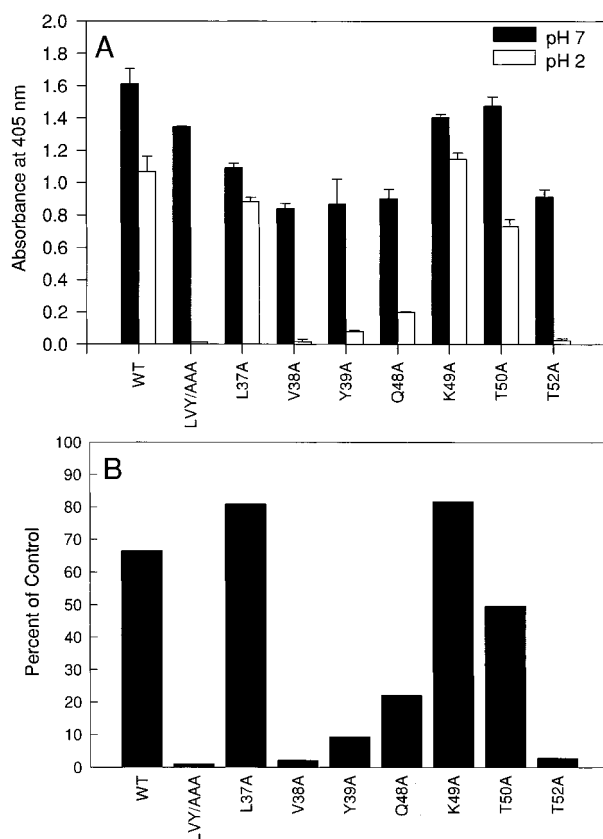 A
pH 7
pH 2
Absorbance at 405 nm
2.0
1.8
1.6
1.4
1.2
1.0
0.8
0.6
0.4
0.2
0.0
WT
LVY/AAA
L37A
V38A
Y39A
Q48A
K49A
T50A
T52A
B
Percent of Control
100
90
80
70
60
50
40
30
20
10
0
WT
LVY/AAA
L37A
V38A
Y39A
Q48A
K49A
T50A
T52A